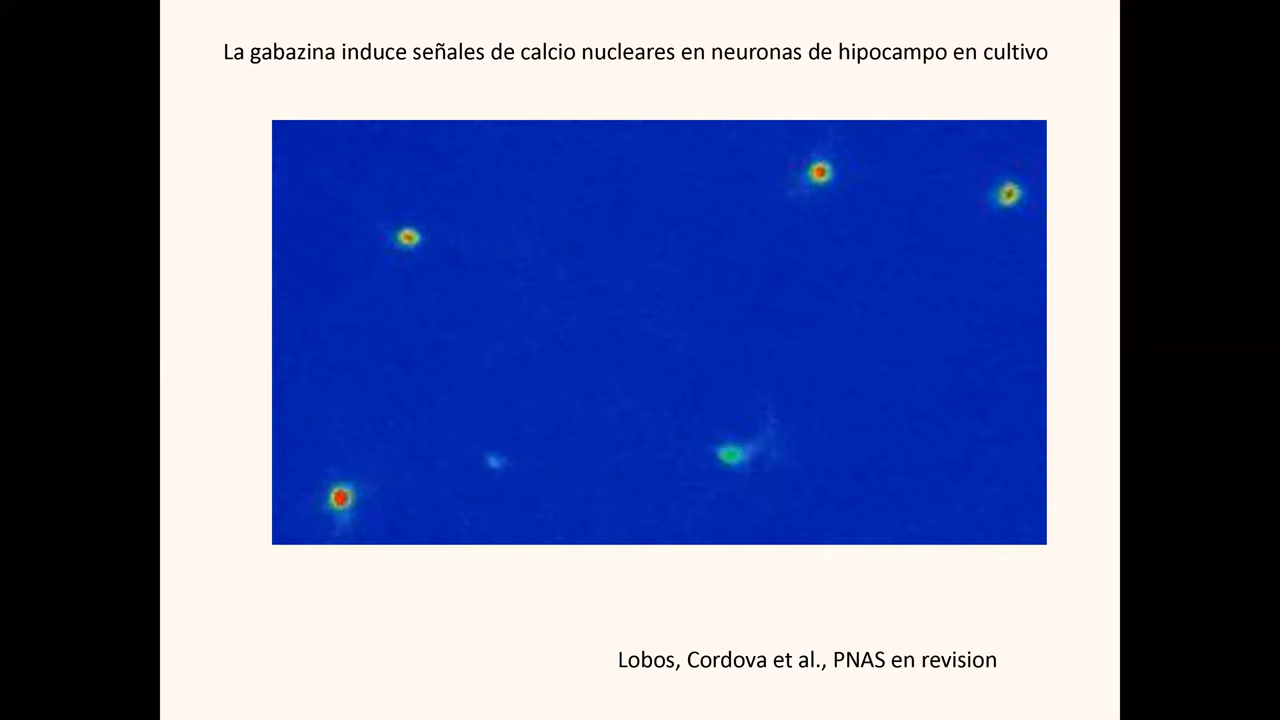 La gabazina induce señales de calcio nucleares en neuronas de hipocampo en cultivo
Lobos, Cordova et al., PNAS en revision